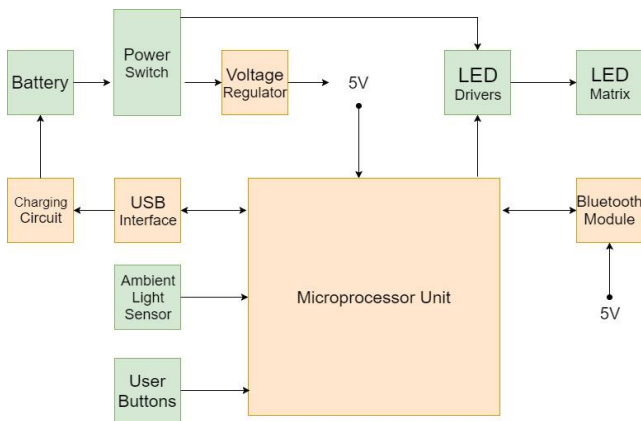 Battery
Power
Switch
Voltage
Regulator
5V
LED
Drivers
LED
Matrix
Charging
Circuit
USB
Interface
Bluetooth
Module
Ambient
Light
Sensor
Microprocessor Unit
5V
User
Buttons